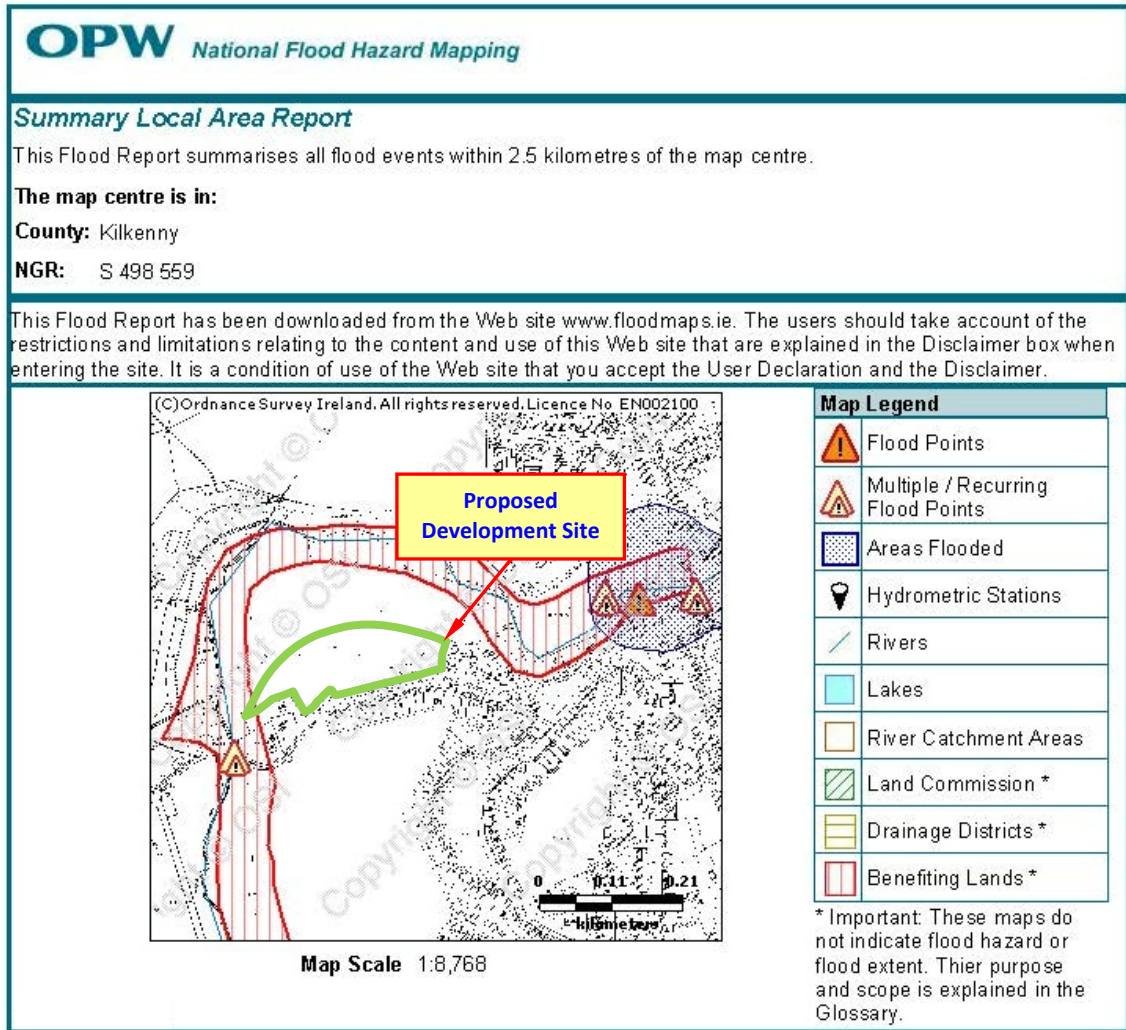 OPW National Flood Hazard Mapping
Summary Local Area Report
This Flood Report summarises all flood events within 2.5 kilometres of the map centre.
The map centre is in:
County: Kilkenny
NGR: S 498 559
This Flood Report has been downloaded from the Web site www.floodmaps.ie. The users should take account of the
restrictions and limitations relating to the content and use of this Web site that are explained in the Disclaimer box when
entering the site. It is a condition of use of the Web site that you accept the User Declaration and the Disclaimer.
(C)Ordnance Survey Ireland. All rights reserved. Licence No EN002100
Proposed
Development Site
Copyright © OSI
0 0.11 0.21
kilometers
Map Scale 1:8,768
Map Legend
Flood Points
Multiple / Recurring
Flood Points
Areas Flooded
Hydrometric Stations
Rivers
Lakes
River Catchment Areas
Land Commission *
Drainage Districts *
Benefiting Lands *
* Important: These maps do
not indicate flood hazard or
flood extent. Thier purpose
and scope is explained in the
Glossary.